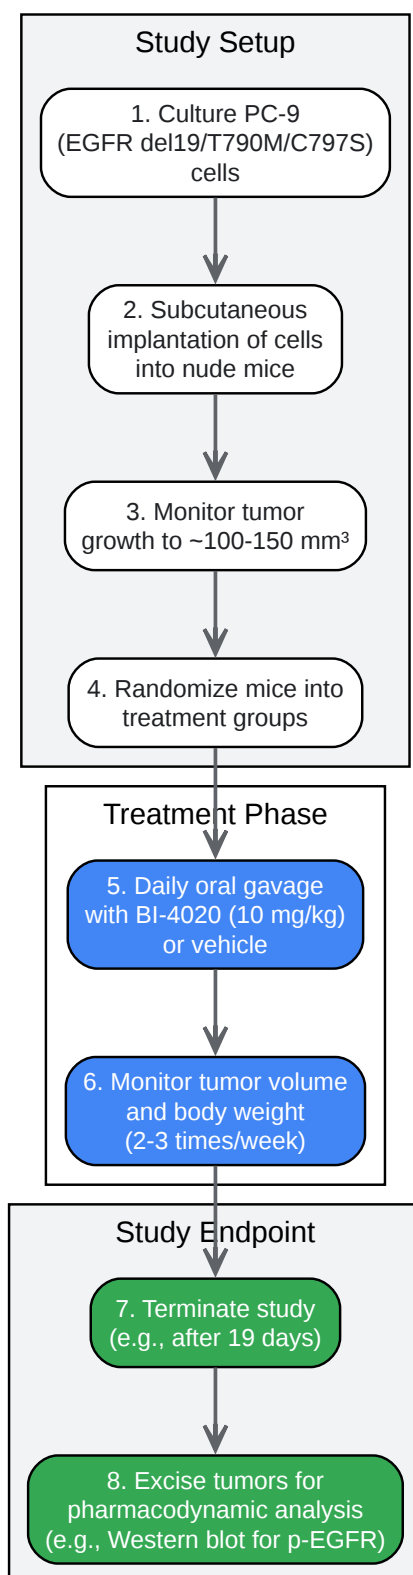 Study Setup
1. Culture PC-9
(EGFR del19/T790M/C797S)
cells
2. Subcutaneous
implantation of cells
into nude mice
3. Monitor tumor
growth to ~100-150 mm³
4. Randomize mice into
treatment groups
Treatment Phase
5. Daily oral gavage
with BI-4020 (10 mg/kg)
or vehicle
6. Monitor tumor volume
and body weight
(2-3 times/week)
Study Endpoint
7. Terminate study
(e.g., after 19 days)
8. Excise tumors for
pharmacodynamic analysis
(e.g., Western blot for p-EGFR)